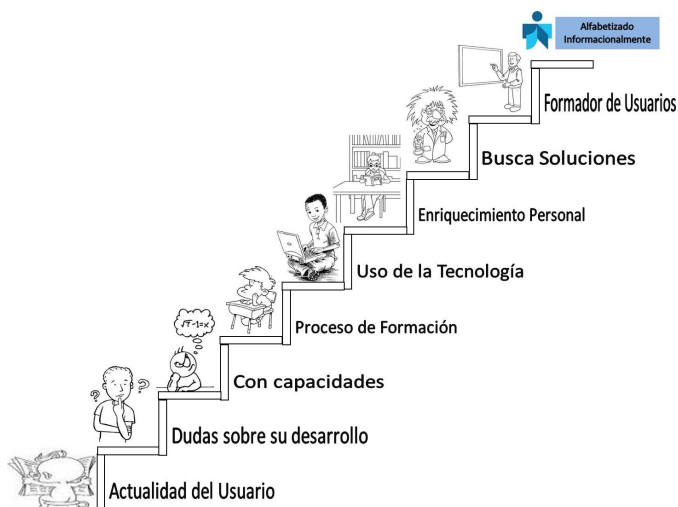 Alfabetizado
Informacionalmente
Formador de Usuarios
Busca Soluciones
Enriquecimiento Personal
Uso de la Tecnología
Proceso de Formación
Con capacidades
Dudas sobre su desarrollo
Actualidad del Usuario